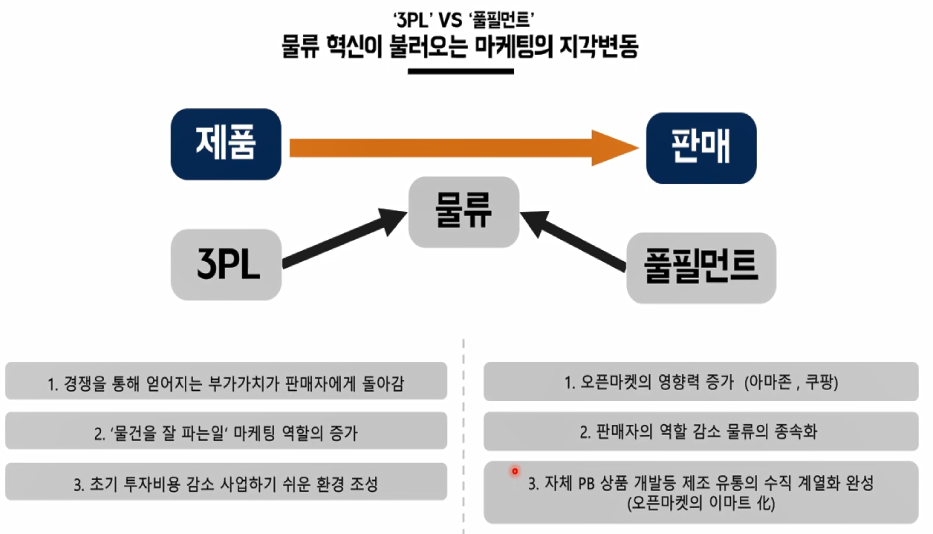 '3PL' VS '풀필먼트'
물류 혁신이 불러오는 마케팅의 지각변동
제품
판매
물류
3PL
풀필먼트
1. 경쟁을 통해 얻어지는 부가가치가 판매자에게 돌아감
2. '물건을 잘 파는일' 마케팅 역할의 증가
3. 초기 투자비용 감소 사업하기 쉬운 환경 조성
1. 오픈마켓의 영향력 증가 (아마존 , 쿠팡)
2. 판매자의 역할 감소 물류의 종속화
3. 자체 PB 상품 개발등 제조 유통의 수직 계열화 완성
(오픈마켓의 이마트 化)